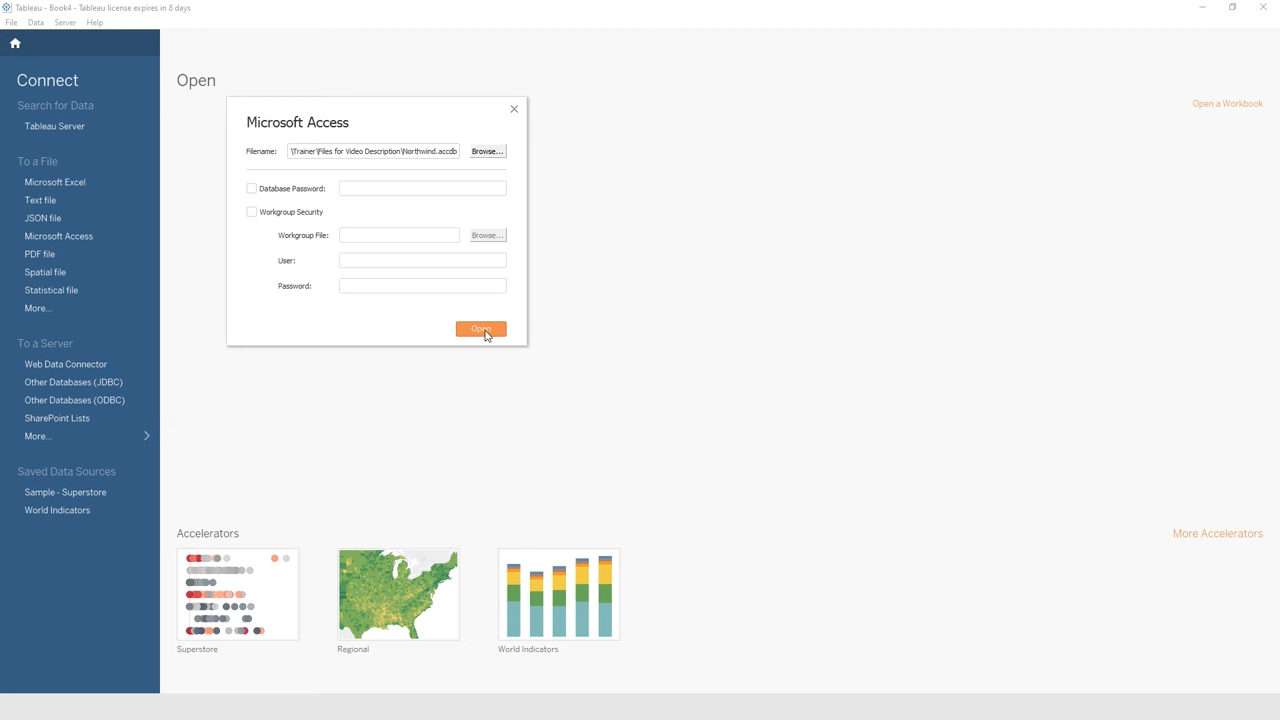 Tableau - Book4 - Tableau license expires in 8 days
File Data Server Help
Connect
Search for Data
Tableau Server
To a File
Microsoft Excel
Text file
JSON file
Microsoft Access
PDF file
Spatial file
Statistical file
More...
To a Server
Web Data Connector
Other Databases (JDBC)
Other Databases (ODBC)
SharePoint Lists
More...
Saved Data Sources
Sample - Superstore
World Indicators
Open
Open a Workbook
Microsoft Access
Filename: \Trainer\Files for Video Description\Northwind.accdb Browse...
Database Password:
Workgroup Security
Workgroup File: Browse...
User:
Password:
Open
Accelerators
More Accelerators
Superstore
Regional
World Indicators